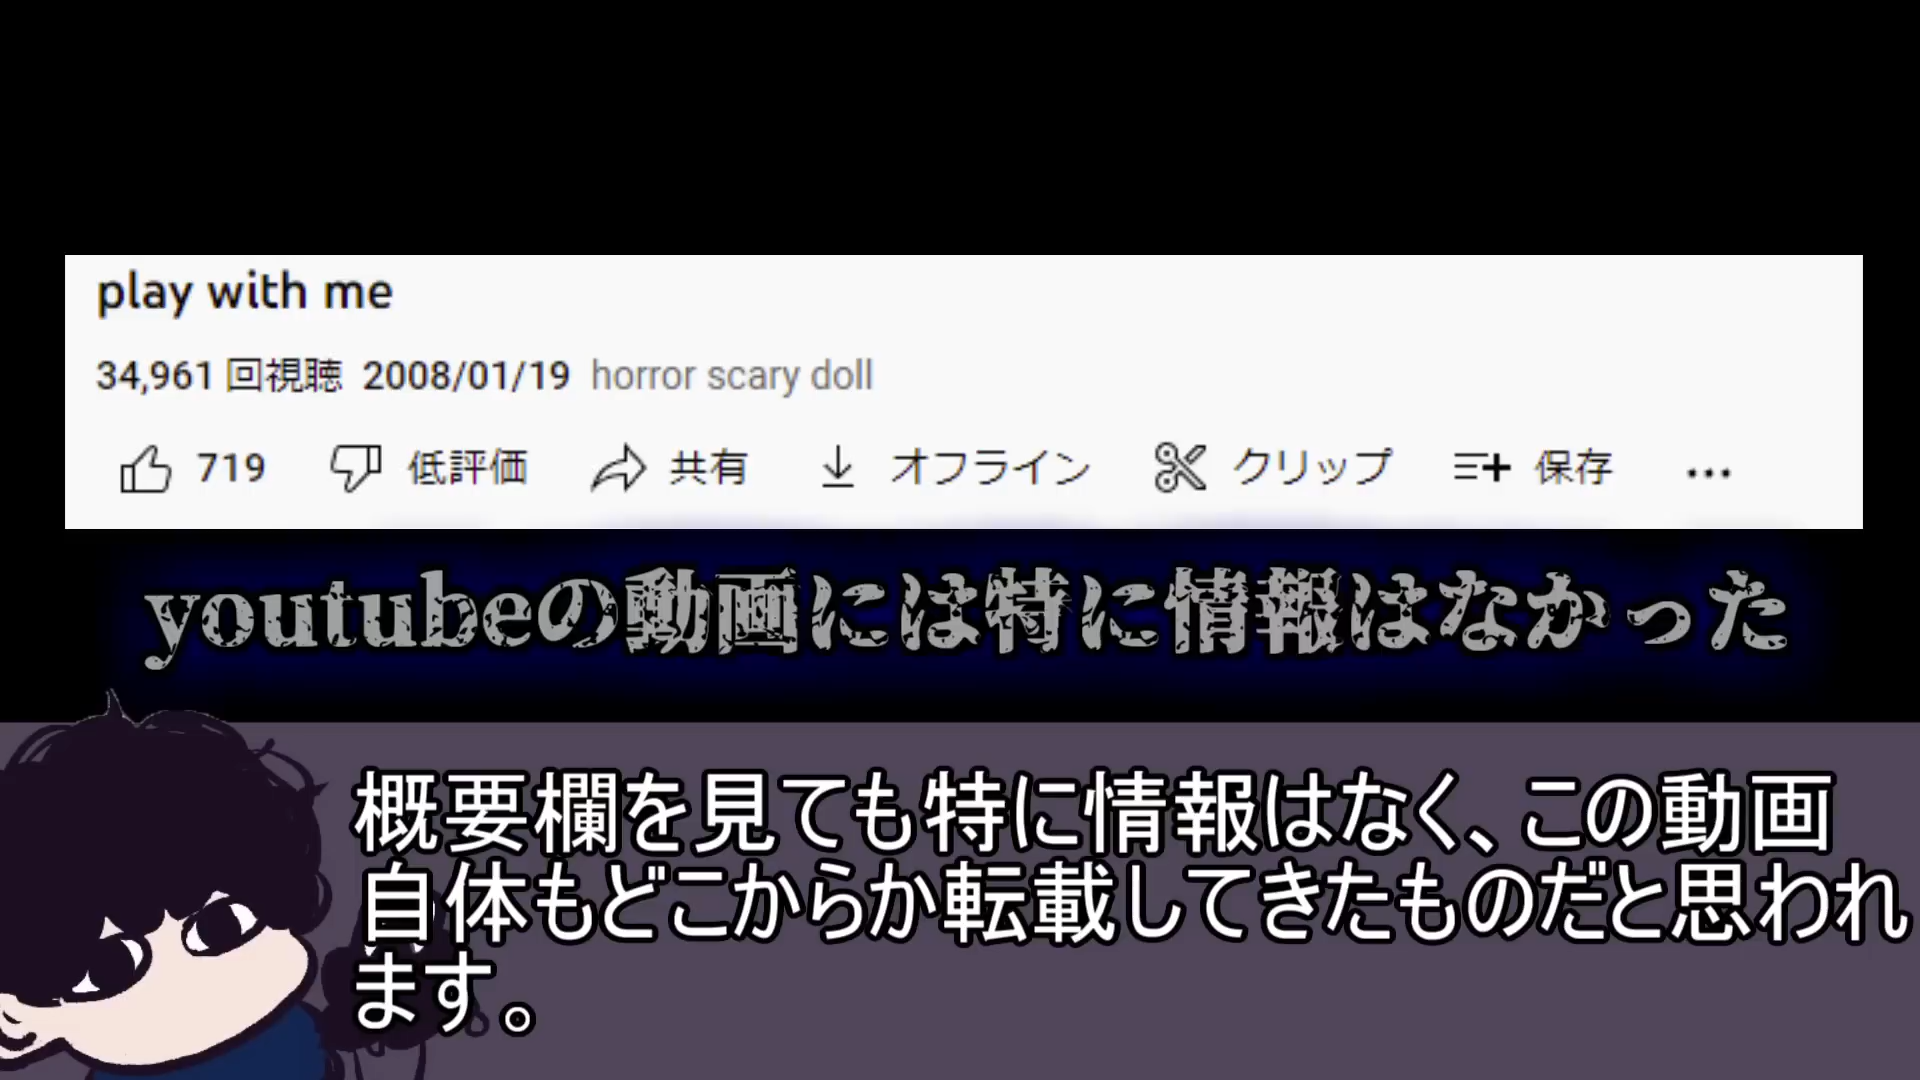 play with me
34,961 回視聴 2008/01/19 horror scary doll
719 低評価 共有 オフライン クリップ 保存 ...
youtubeの動画には特に情報はなかった
概要欄を見ても特に情報はなく、この動画
自体もどこからか転載してきたものだと思われ
ます。